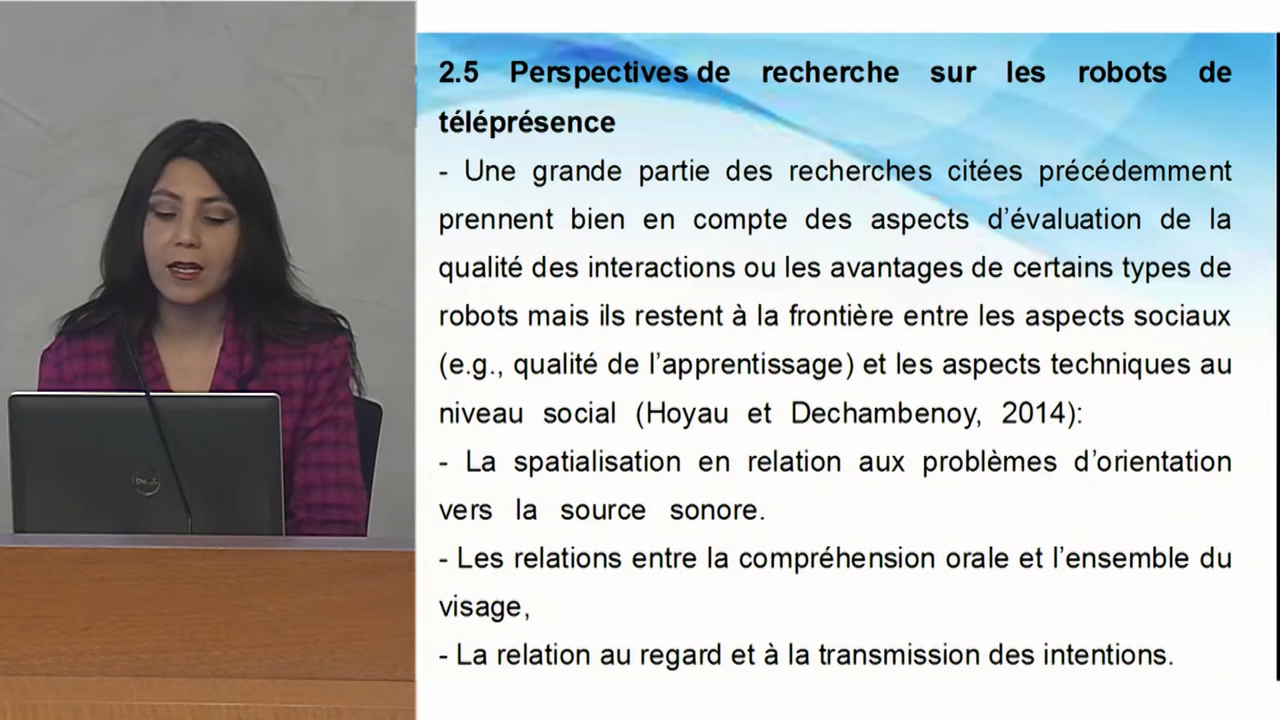 2.5 Perspectives de recherche sur les robots de
téléprésence
- Une grande partie des recherches citées précédemment
prennent bien en compte des aspects d’évaluation de la
qualité des interactions ou les avantages de certains types de
robots mais ils restent à la frontière entre les aspects sociaux
(e.g., qualité de l’apprentissage) et les aspects techniques au
niveau social (Hoyau et Dechambenoy, 2014):
- La spatialisation en relation aux problèmes d’orientation
vers la source sonore.
- Les relations entre la compréhension orale et l’ensemble du
visage,
- La relation au regard et à la transmission des intentions.